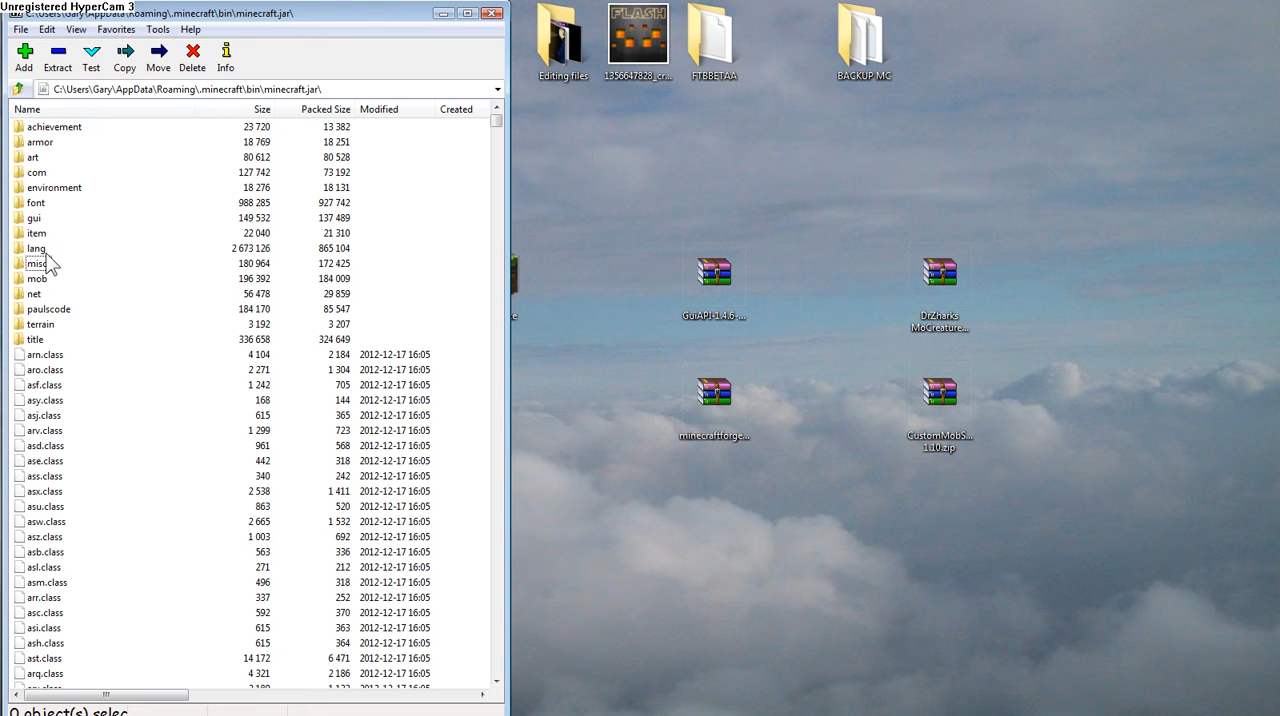 Unregistered HyperCam 3
C:\Users\Gary\AppData\Roaming\.minecraft\bin\minecraft.jar\
File Edit View Favorites Tools Help
Add Extract Test Copy Move Delete Info
C:\Users\Gary\AppData\Roaming\.minecraft\bin\minecraft.jar\
Name Size Packed Size Modified Created
achievement 23 720 13 382
armor 18 769 18 251
art 80 612 80 528
com 127 742 73 192
environment 18 276 18 131
font 988 285 927 742
gui 149 532 137 489
item 22 040 21 310
lang 2 673 126 865 104
misc 180 964 172 425
mob 196 392 184 009
net 56 478 29 859
paulscode 184 170 85 547
terrain 3 192 3 207
title 336 658 324 649
arn.class 4 104 2 184 2012-12-17 16:05
aro.class 2 271 1 304 2012-12-17 16:05
asf.class 1 242 705 2012-12-17 16:05
asy.class 168 144 2012-12-17 16:05
asj.class 615 365 2012-12-17 16:05
arv.class 1 299 723 2012-12-17 16:05
asd.class 961 568 2012-12-17 16:05
ase.class 442 318 2012-12-17 16:05
ass.class 340 242 2012-12-17 16:05
asx.class 2 538 1 411 2012-12-17 16:05
asu.class 863 520 2012-12-17 16:05
asw.class 2 665 1 532 2012-12-17 16:05
asz.class 1 003 692 2012-12-17 16:05
asb.class 563 336 2012-12-17 16:05
asl.class 271 212 2012-12-17 16:05
asm.class 496 318 2012-12-17 16:05
arr.class 337 252 2012-12-17 16:05
asc.class 592 370 2012-12-17 16:05
asi.class 615 363 2012-12-17 16:05
ash.class 615 364 2012-12-17 16:05
ast.class 14 172 6 471 2012-12-17 16:05
arq.class 4 321 2 186 2012-12-17 16:05
0 object(s) selec
FLASH
Editing files
1356647828_cr...
FTBBETAA
BACKUP MC
GuiAPI-1.4.6-...
DrZharks
MoCreature...
minecraftforge...
CustomMobS...
1.10.zip